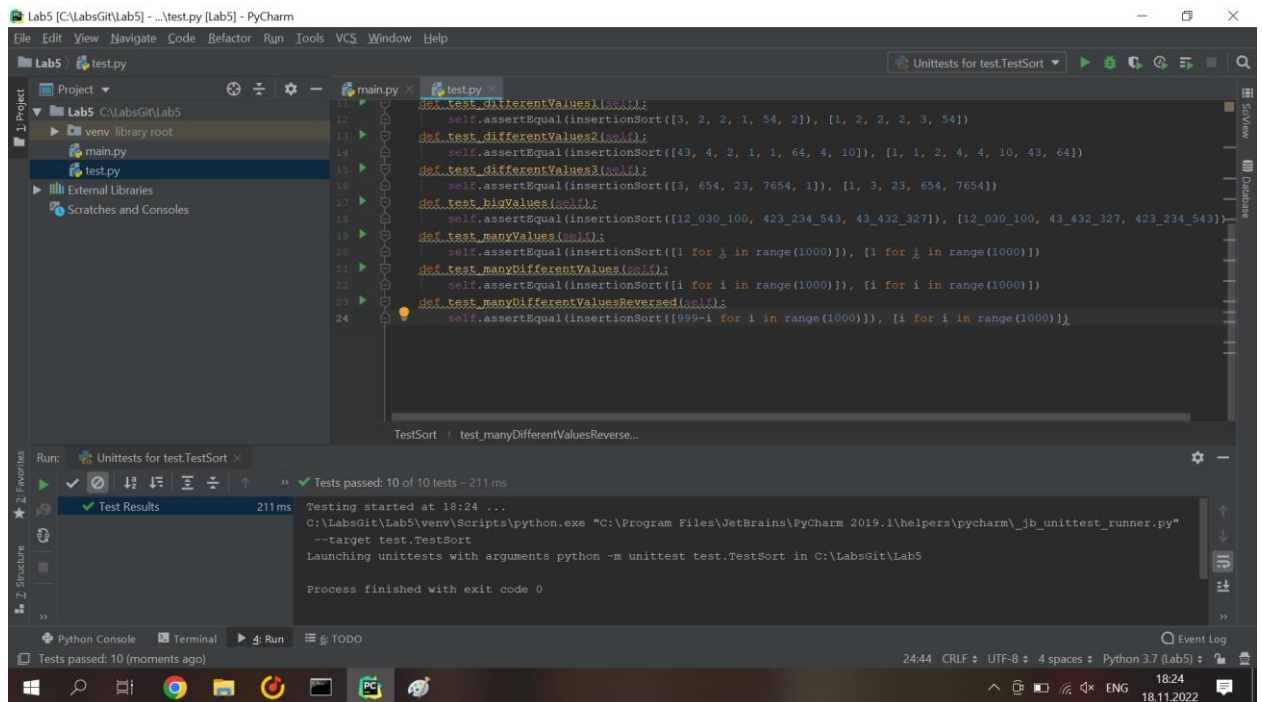 Lab5 [C:\LabsGit\Lab5] - ...\test.py [Lab5] - PyCharm
File Edit View Navigate Code Refactor Run Tools VCS Window Help
Lab5 test.py Unittests for test.TestSort
1: Project Project main.py test.py
Lab5 C:\LabsGit\Lab5
venv library root
main.py
test.py
External Libraries
Scratches and Consoles
11 def test_differentValues1(self):
12 self.assertEqual(insertionSort([3, 2, 2, 1, 54, 2]), [1, 2, 2, 2, 3, 54])
13 def test_differentValues2(self):
14 self.assertEqual(insertionSort([43, 4, 2, 1, 1, 64, 4, 10]), [1, 1, 2, 4, 4, 10, 43, 64])
15 def test_differentValues3(self):
16 self.assertEqual(insertionSort([3, 654, 23, 7654, 1]), [1, 3, 23, 654, 7654])
17 def test_bigValues(self):
18 self.assertEqual(insertionSort([12_030_100, 423_234_543, 43_432_327]), [12_030_100, 43_432_327, 423_234_543])
19 def test_manyValues(self):
20 self.assertEqual(insertionSort([1 for i in range(1000)]), [1 for i in range(1000)])
21 def test_manyDifferentValues(self):
22 self.assertEqual(insertionSort([i for i in range(1000)]), [i for i in range(1000)])
23 def test_manyDifferentValuesReversed(self):
24 self.assertEqual(insertionSort([999-i for i in range(1000)]), [i for i in range(1000)])
SciView
Database
TestSort test_manyDifferentValuesReverse...
Run: Unittests for test.TestSort
Tests passed: 10 of 10 tests – 211 ms
Test Results 211 ms
Testing started at 18:24 ...
C:\LabsGit\Lab5\venv\Scripts\python.exe "C:\Program Files\JetBrains\PyCharm 2019.1\helpers\pycharm\_jb_unittest_runner.py"
--target test.TestSort
Launching unittests with arguments python -m unittest test.TestSort in C:\LabsGit\Lab5
Process finished with exit code 0
2: Favorites
Z: Structure
Python Console Terminal 4: Run 6: TODO Event Log
Tests passed: 10 (moments ago) 24:44 CRLF UTF-8 4 spaces Python 3.7 (Lab5)
ENG 18:24
18.11.2022